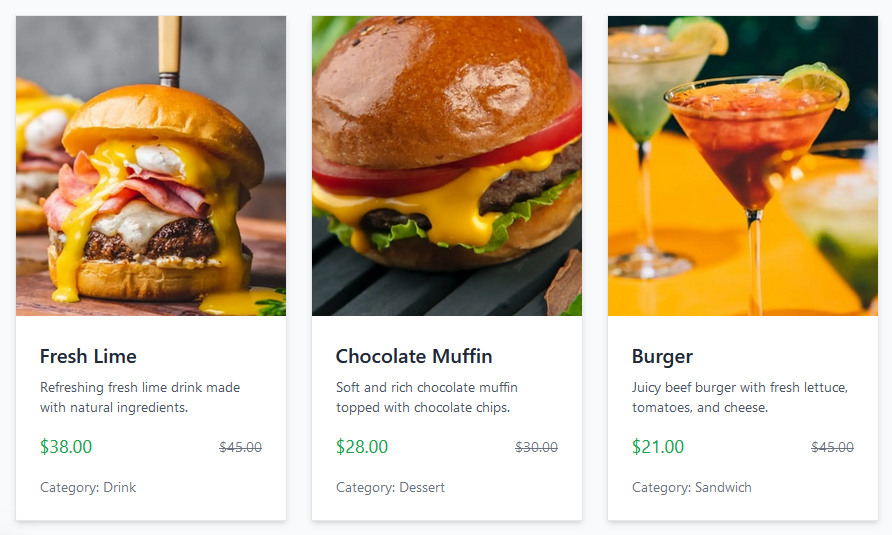 Fresh Lime
Refreshing fresh lime drink made
with natural ingredients.
$38.00 $45.00
Category: Drink
Chocolate Muffin
Soft and rich chocolate muffin
topped with chocolate chips.
$28.00 $30.00
Category: Dessert
Burger
Juicy beef burger with fresh lettuce,
tomatoes, and cheese.
$21.00 $45.00
Category: Sandwich